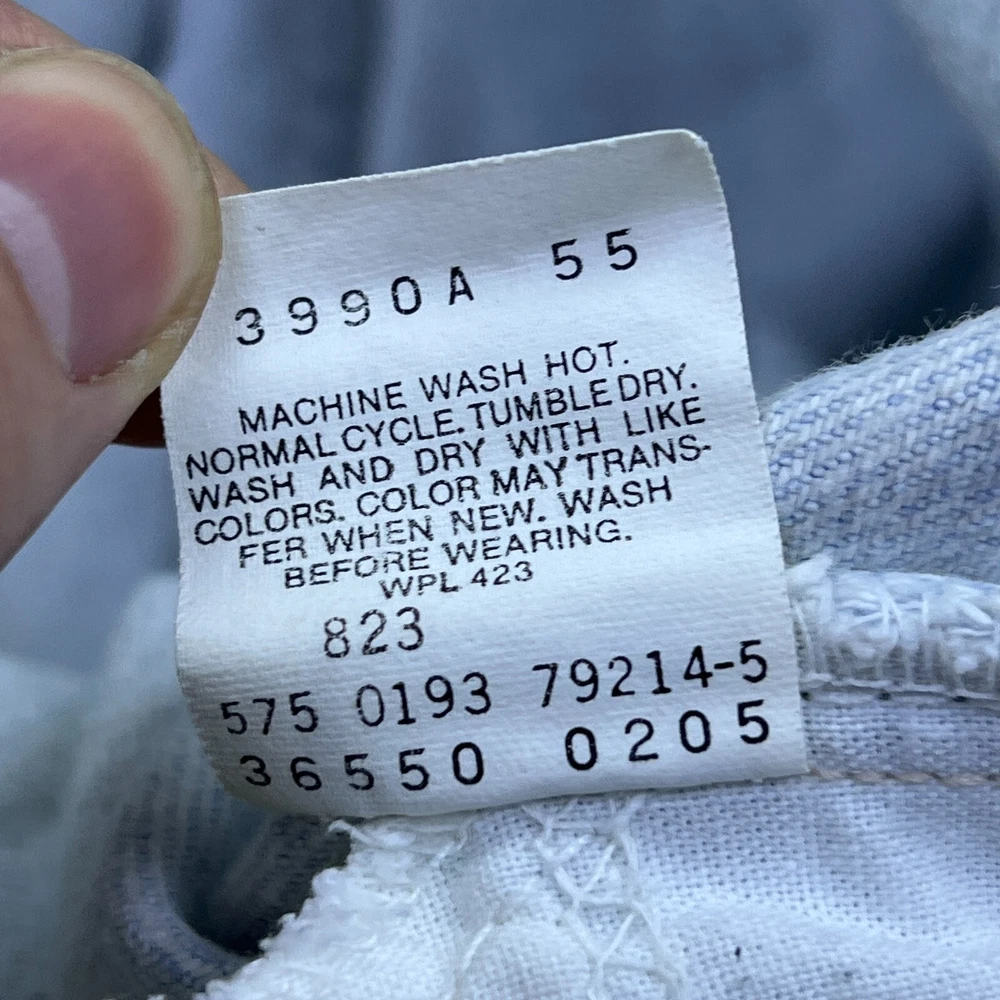 3990A 55
MACHINE WASH HOT.
NORMAL CYCLE. TUMBLE DRY.
WASH AND DRY WITH LIKE
COLORS. COLOR MAY TRANS-
FER WHEN NEW. WASH
BEFORE WEARING.
WPL 423
823
575 0193 79214-5
36550 0205